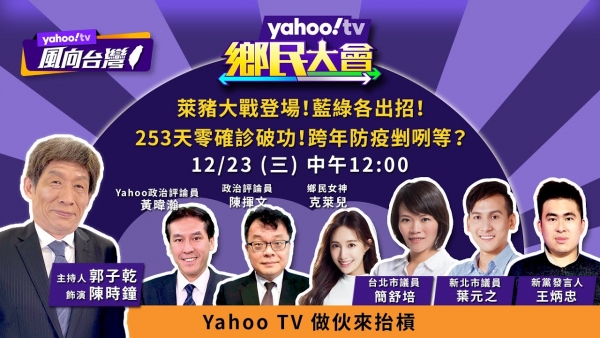 yahoo!tv
風向台灣
yahoo!tv
鄉民大會
萊豬大戰登場！藍綠各出招！
253天零確診破功！跨年防疫剉咧等？
12/23 (三) 中午12:00
主持人 郭子乾
飾演 陳時鐘
Yahoo政治評論員
黃暐瀚
政治評論員
陳揮文
鄉民女神
克萊兒
台北市議員
簡舒培
新北市議員
葉元之
新黨發言人
王炳忠
Yahoo TV 做伙來抬槓